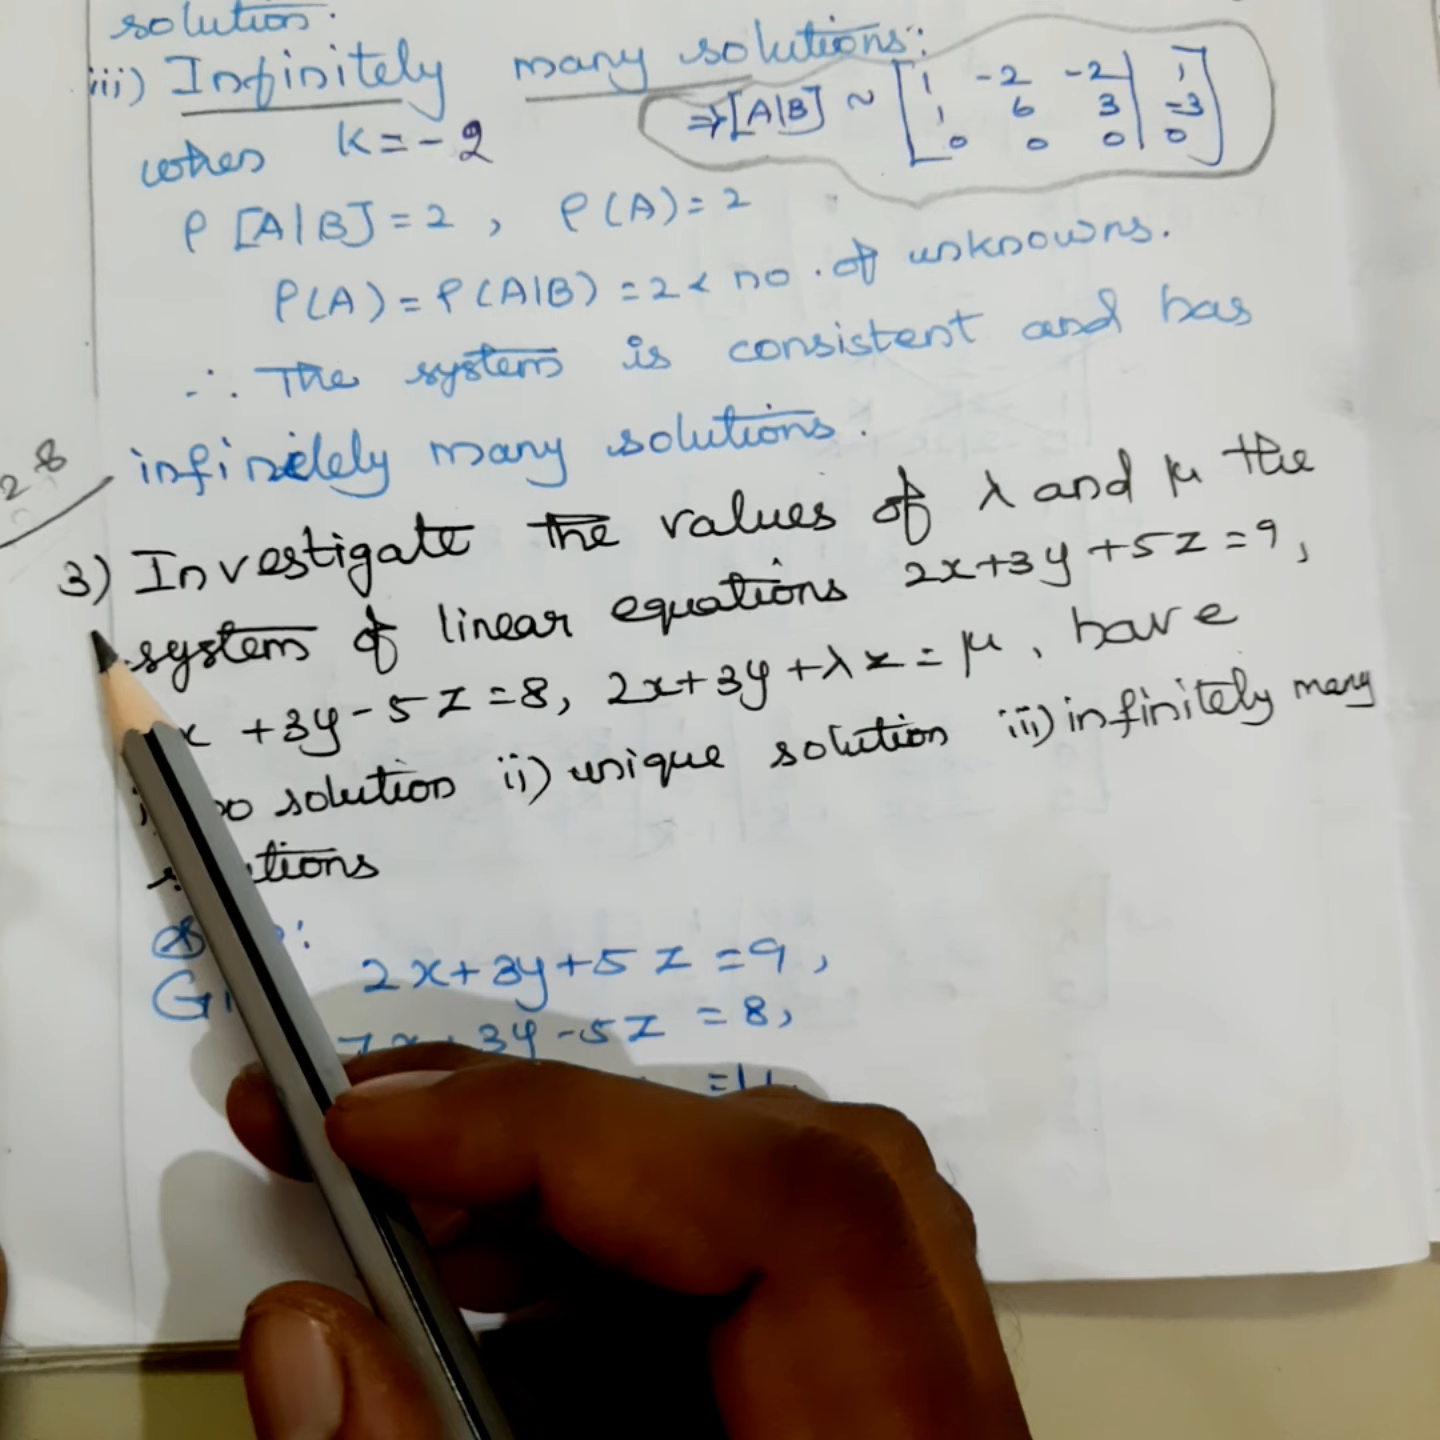 solution.
iii) Infinitely many solutions:
⇒[A|B] ~ [1 -2 -2 | 1
1 6 3 | -3
0 0 0 | 0]
when k=-2
ρ [A|B]=2, ρ(A)=2
ρ(A)=ρ(A|B)=2< no. of unknowns.
∴ The system is consistent and has
infinitely many solutions.
28
3) Investigate the values of λ and μ the
system of linear equations 2x+3y+5z=9,
x +3y-5z=8, 2x+3y+λz=μ, have
solution ii) unique solution iii) infinitely many
2x+3y+5z=9,
7x+3y-5z =8,
=μ